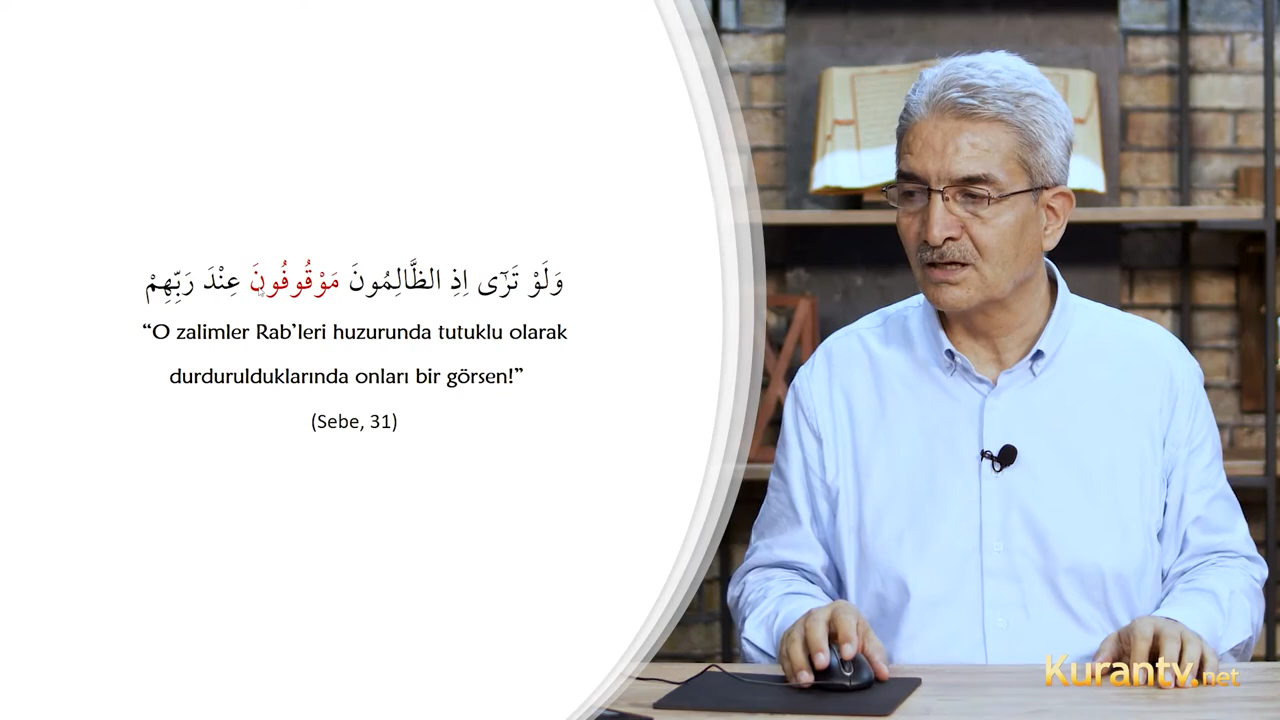 وَلَوْ تَرٰٓى اِذِ الظَّالِمُونَ مَوْقُوفُونَ عِنْدَ رَبِّهِمْ
“O zalimler Rab’leri huzurunda tutuklu olarak
durdurulduklarında onları bir görsen!”
(Sebe, 31)
Kurantv.net